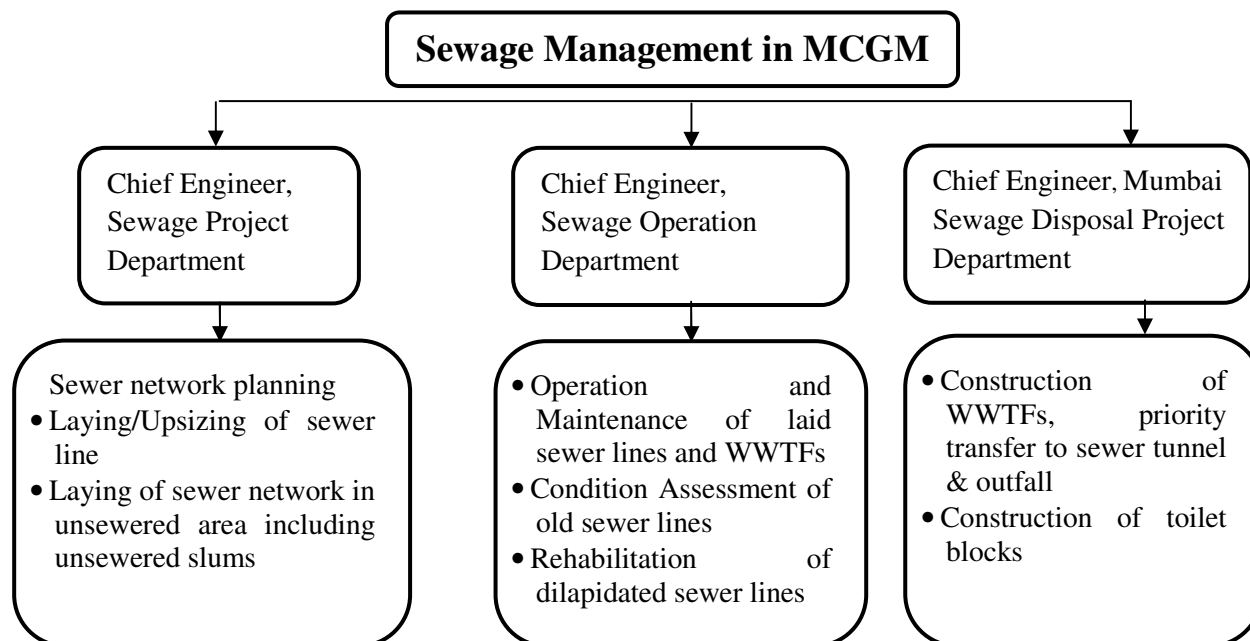 Sewage Management in MCGM
Chief Engineer,
Sewage Project
Department
Chief Engineer,
Sewage Operation
Department
Chief Engineer, Mumbai
Sewage Disposal Project
Department
Sewer network planning
• Laying/Upsizing of sewer
line
• Laying of sewer network in
unsewered area including
unsewered slums
• Operation and
Maintenance of laid
sewer lines and WWTFs
• Condition Assessment of
old sewer lines
• Rehabilitation of
dilapidated sewer lines
• Construction of
WWTFs, priority
transfer to sewer tunnel
& outfall
• Construction of toilet
blocks